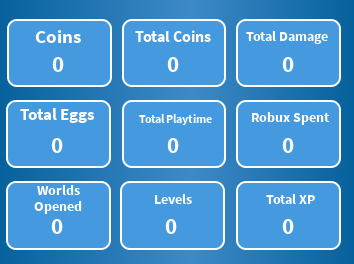 Coins
0
Total Coins
0
Total Damage
0
Total Eggs
0
Total Playtime
0
Robux Spent
0
Worlds
Opened
0
Levels
0
Total XP
0